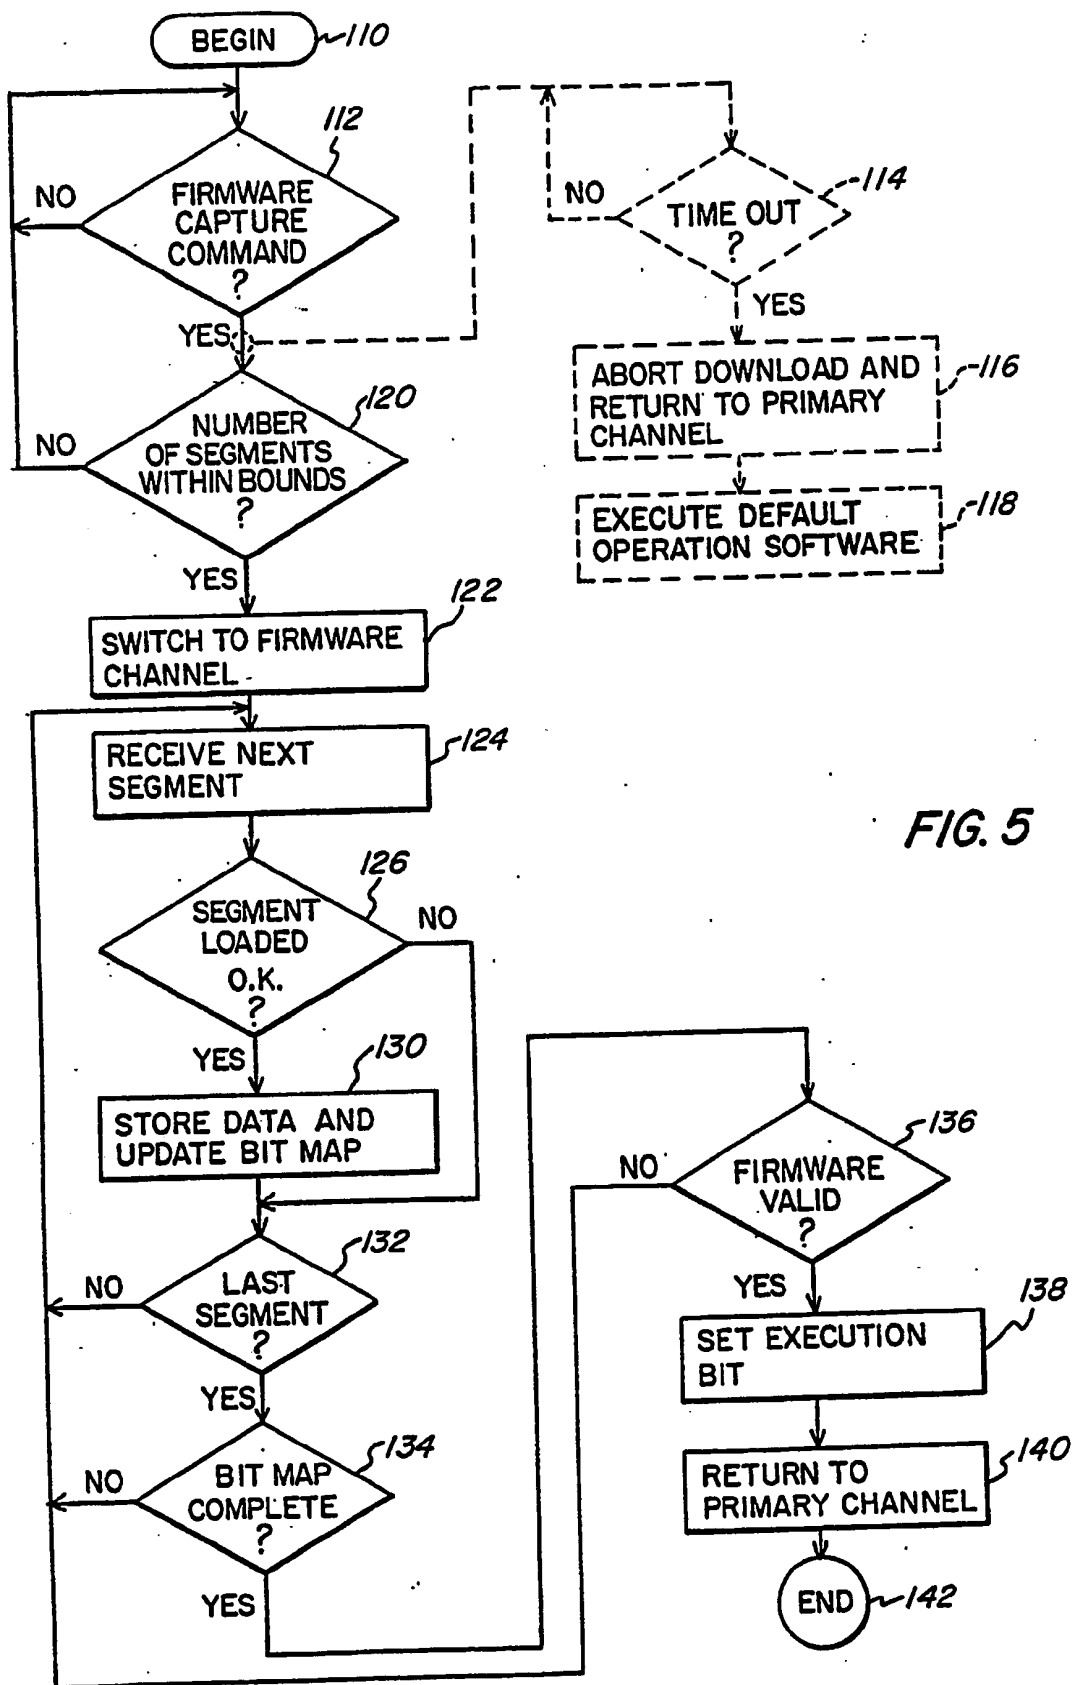 BEGIN
110
112
FIRMWARE
CAPTURE
COMMAND
?
NO
YES
114
TIME OUT
?
NO
YES
116
ABORT DOWNLOAD AND
RETURN TO PRIMARY
CHANNEL
118
EXECUTE DEFAULT
OPERATION SOFTWARE
120
NUMBER
OF SEGMENTS
WITHIN BOUNDS
?
NO
YES
122
SWITCH TO FIRMWARE
CHANNEL
124
RECEIVE NEXT
SEGMENT
FIG. 5
126
SEGMENT
LOADED
O.K.
?
NO
YES
130
STORE DATA AND
UPDATE BIT MAP
132
LAST
SEGMENT
?
NO
YES
134
BIT MAP
COMPLETE
?
NO
YES
136
FIRMWARE
VALID
?
NO
YES
138
SET EXECUTION
BIT
140
RETURN TO
PRIMARY CHANNEL
END
142